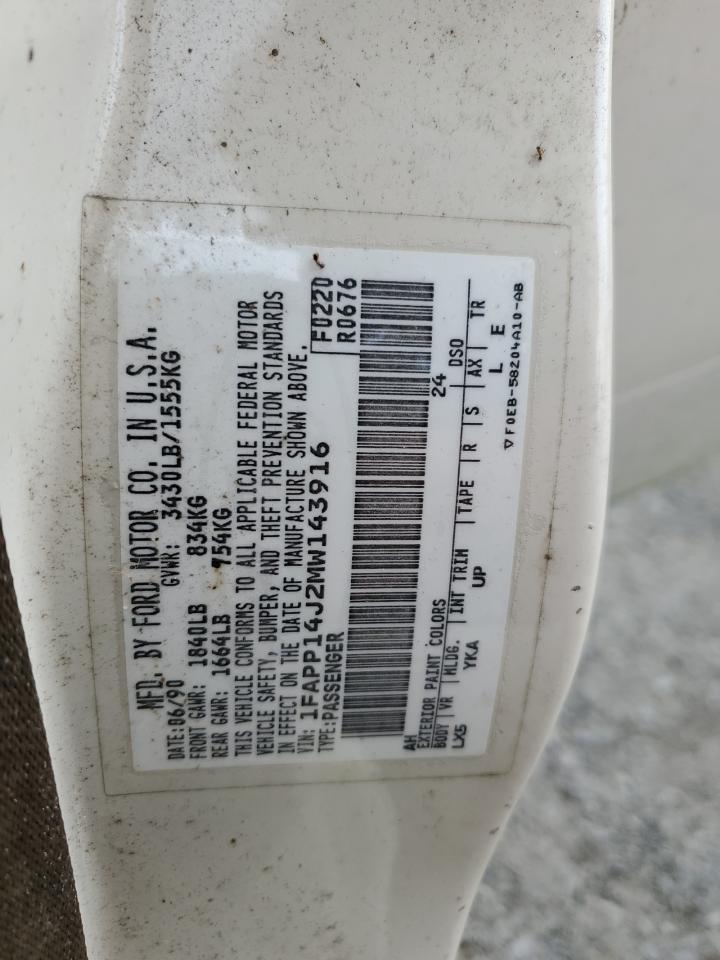 MFD. BY FORD MOTOR CO. IN U.S.A.
DATE: 06/90 GVWR: 3430LB/1555KG
FRONT GAWR: 1840LB 834KG
REAR GAWR: 1664LB 754KG
THIS VEHICLE CONFORMS TO ALL APPLICABLE FEDERAL MOTOR
VEHICLE SAFETY, BUMPER, AND THEFT PREVENTION STANDARDS
IN EFFECT ON THE DATE OF MANUFACTURE SHOWN ABOVE.
VIN: 1FAPP14J2MW143916 F0220
TYPE: PASSENGER R0676
AH 24
EXTERIOR PAINT COLORS DSO
BODY VR MLDG. INT TRIM TAPE R S AX TR
LX5 YKA UP L E
▽ F0EB-58204A10-AB